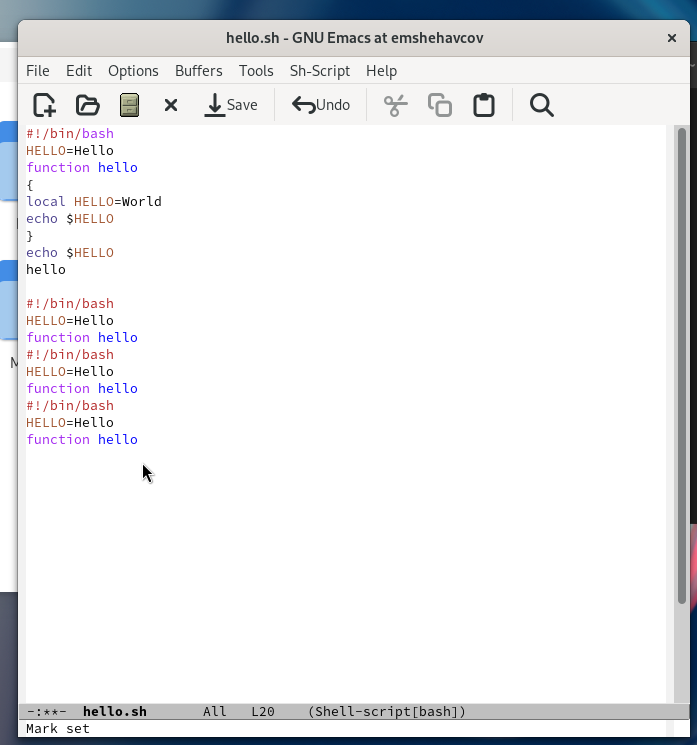 hello.sh - GNU Emacs at emshehavcov
File Edit Options Buffers Tools Sh-Script Help
Save Undo
#!/bin/bash
HELLO=Hello
function hello
{
local HELLO=World
echo $HELLO
}
echo $HELLO
hello
#!/bin/bash
HELLO=Hello
function hello
#!/bin/bash
HELLO=Hello
function hello
#!/bin/bash
HELLO=Hello
function hello
-:**- hello.sh All L20 (Shell-script[bash])
Mark set